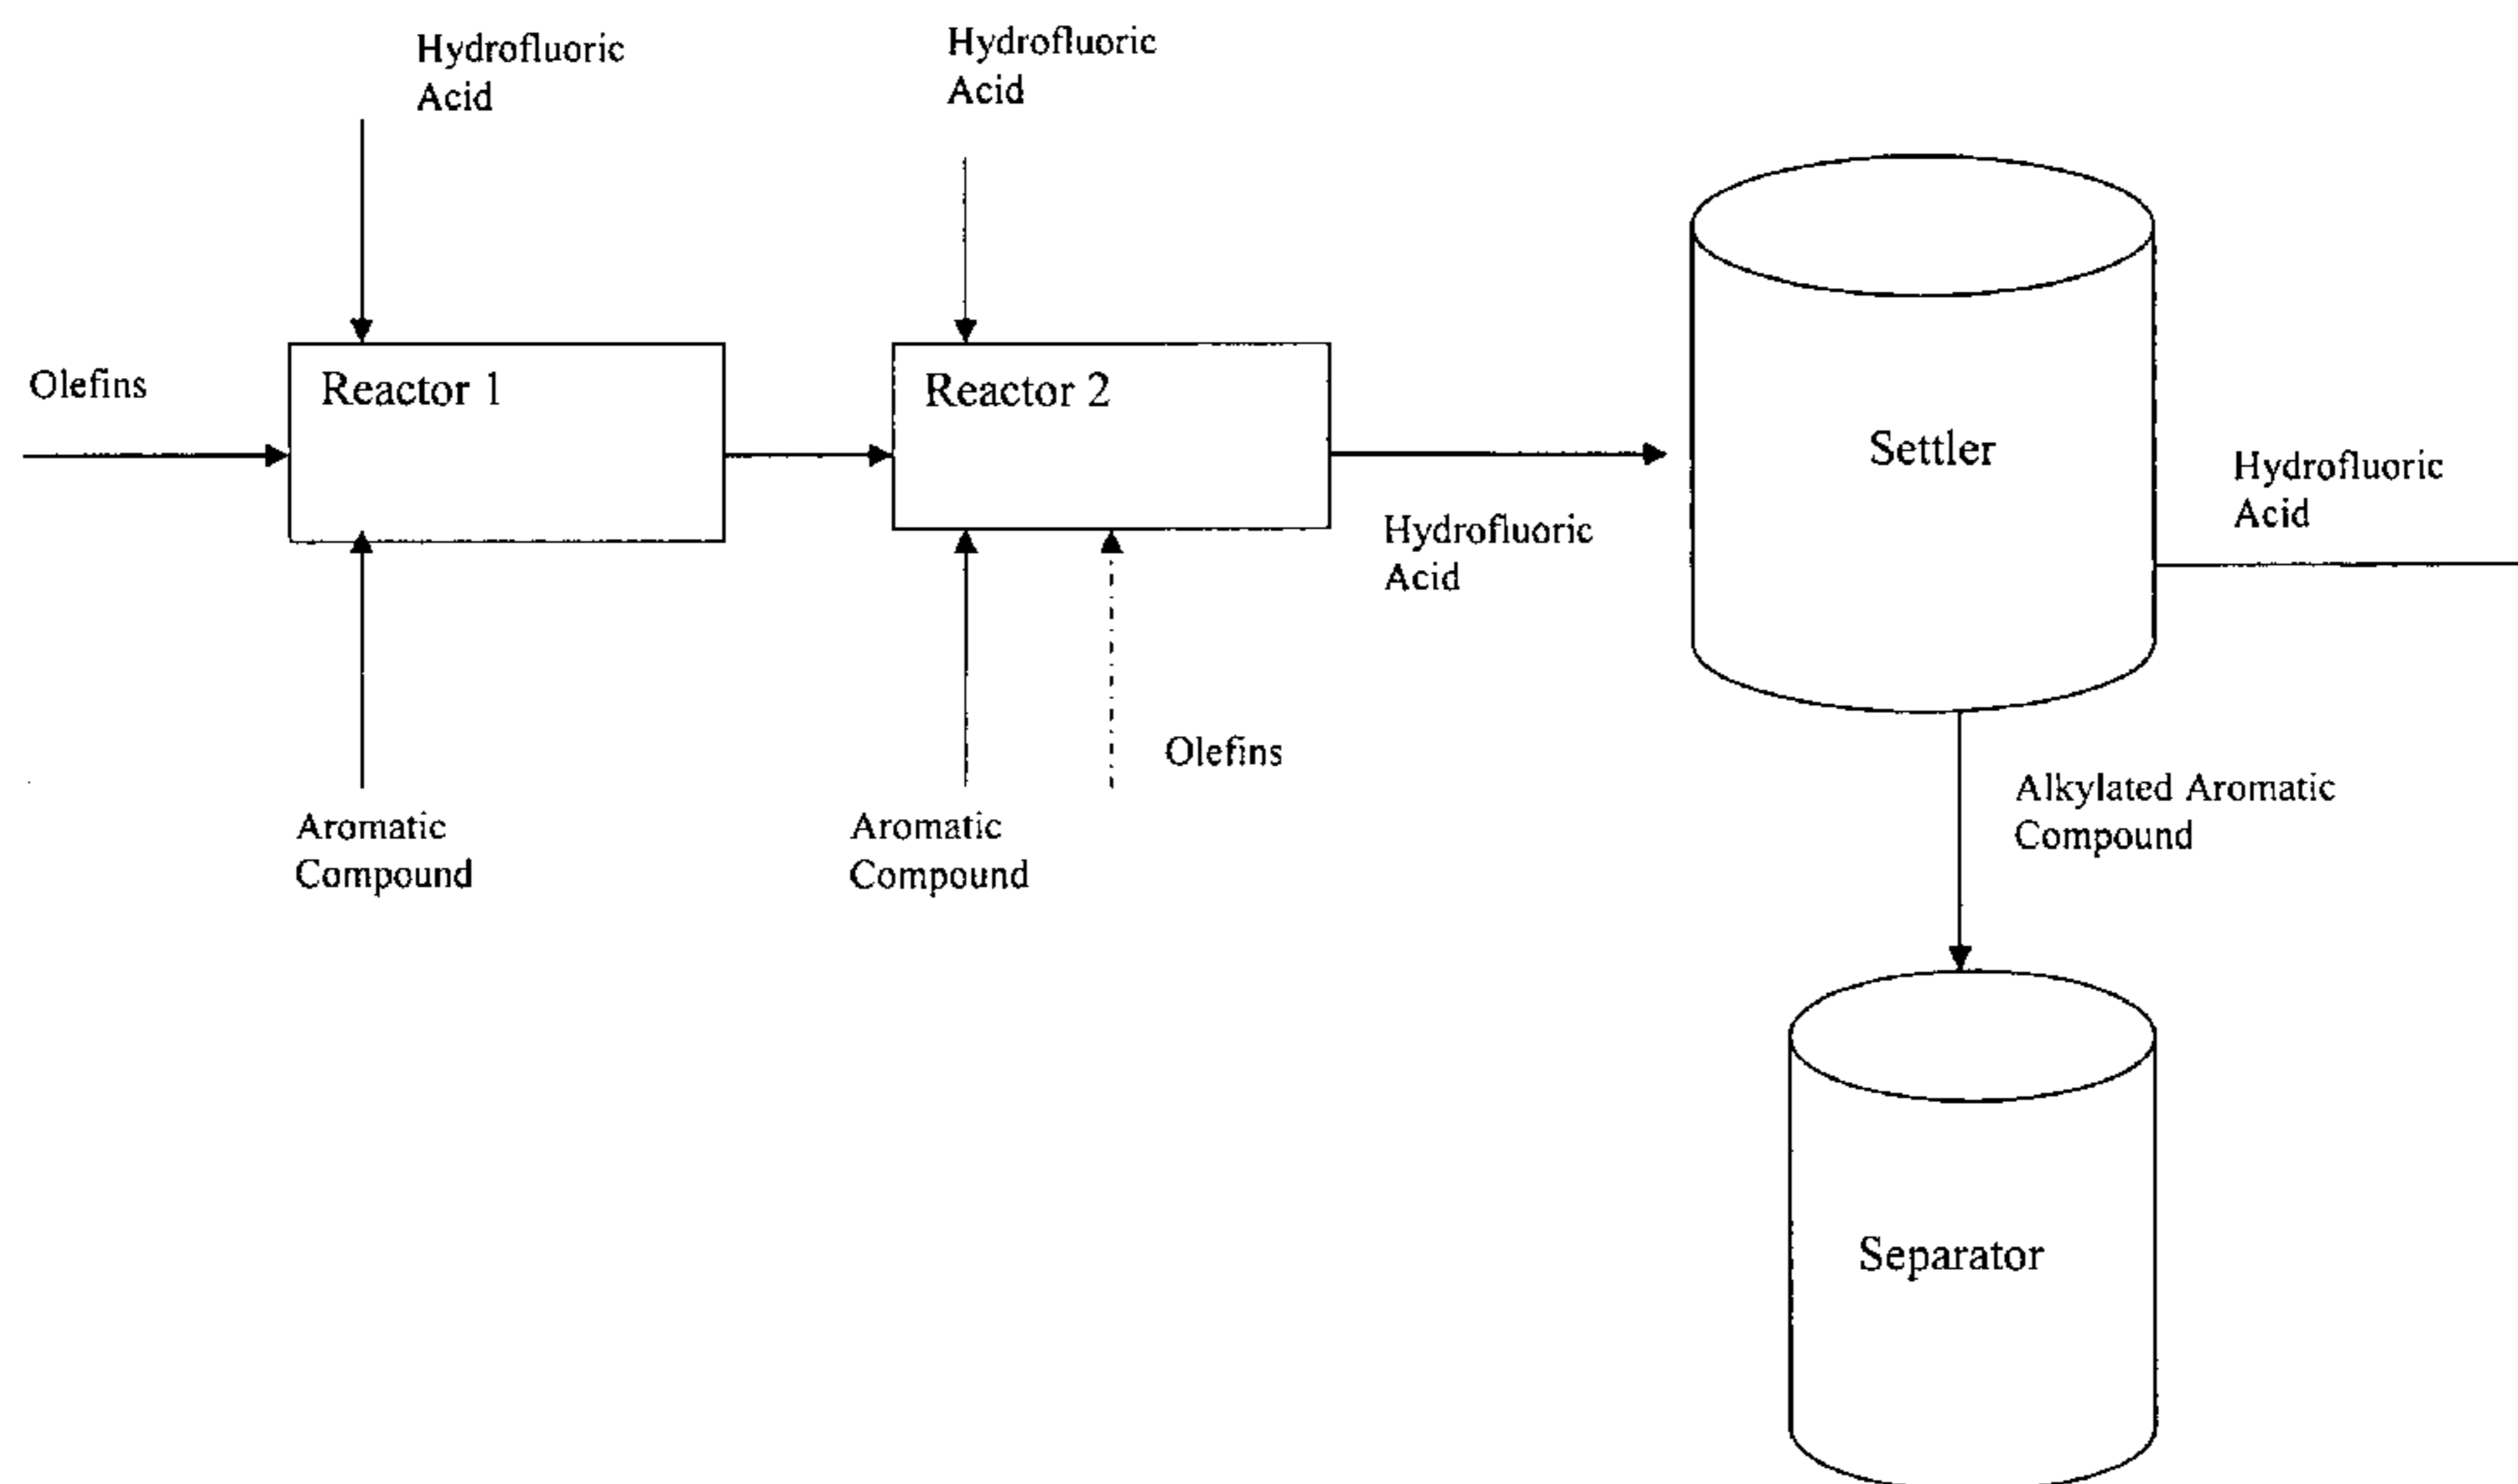 Hydrofluoric
Acid
Hydrofluoric
Acid
Olefins
Reactor 1
Reactor 2
Settler
Hydrofluoric
Acid
Hydrofluoric
Acid
Olefins
Aromatic
Compound
Aromatic
Compound
Alkylated Aromatic
Compound
Separator